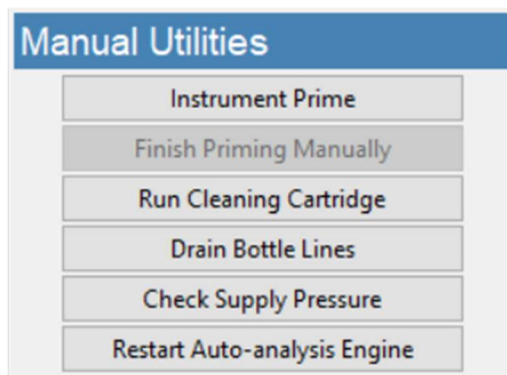 Manual Utilities
Instrument Prime
Finish Priming Manually
Run Cleaning Cartridge
Drain Bottle Lines
Check Supply Pressure
Restart Auto-analysis Engine